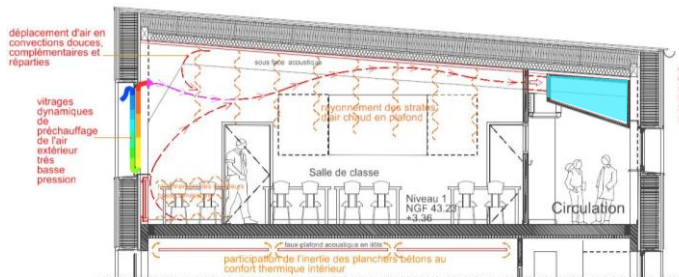 déplacement d'air en
convections douces,
complémentaires et
réparties
sous face acoustique
vitrages
dynamiques
de
préchauffage
de l'air
extérieur
très
basse
pression
rayonnement des strates
d'air chaud en plafond
Salle de classe
Niveau 1
NGF 43.23
+3.36
Circulation
faux-plafond acoustique en îlots
participation de l'inertie des planchers bétons au
confort thermique intérieur